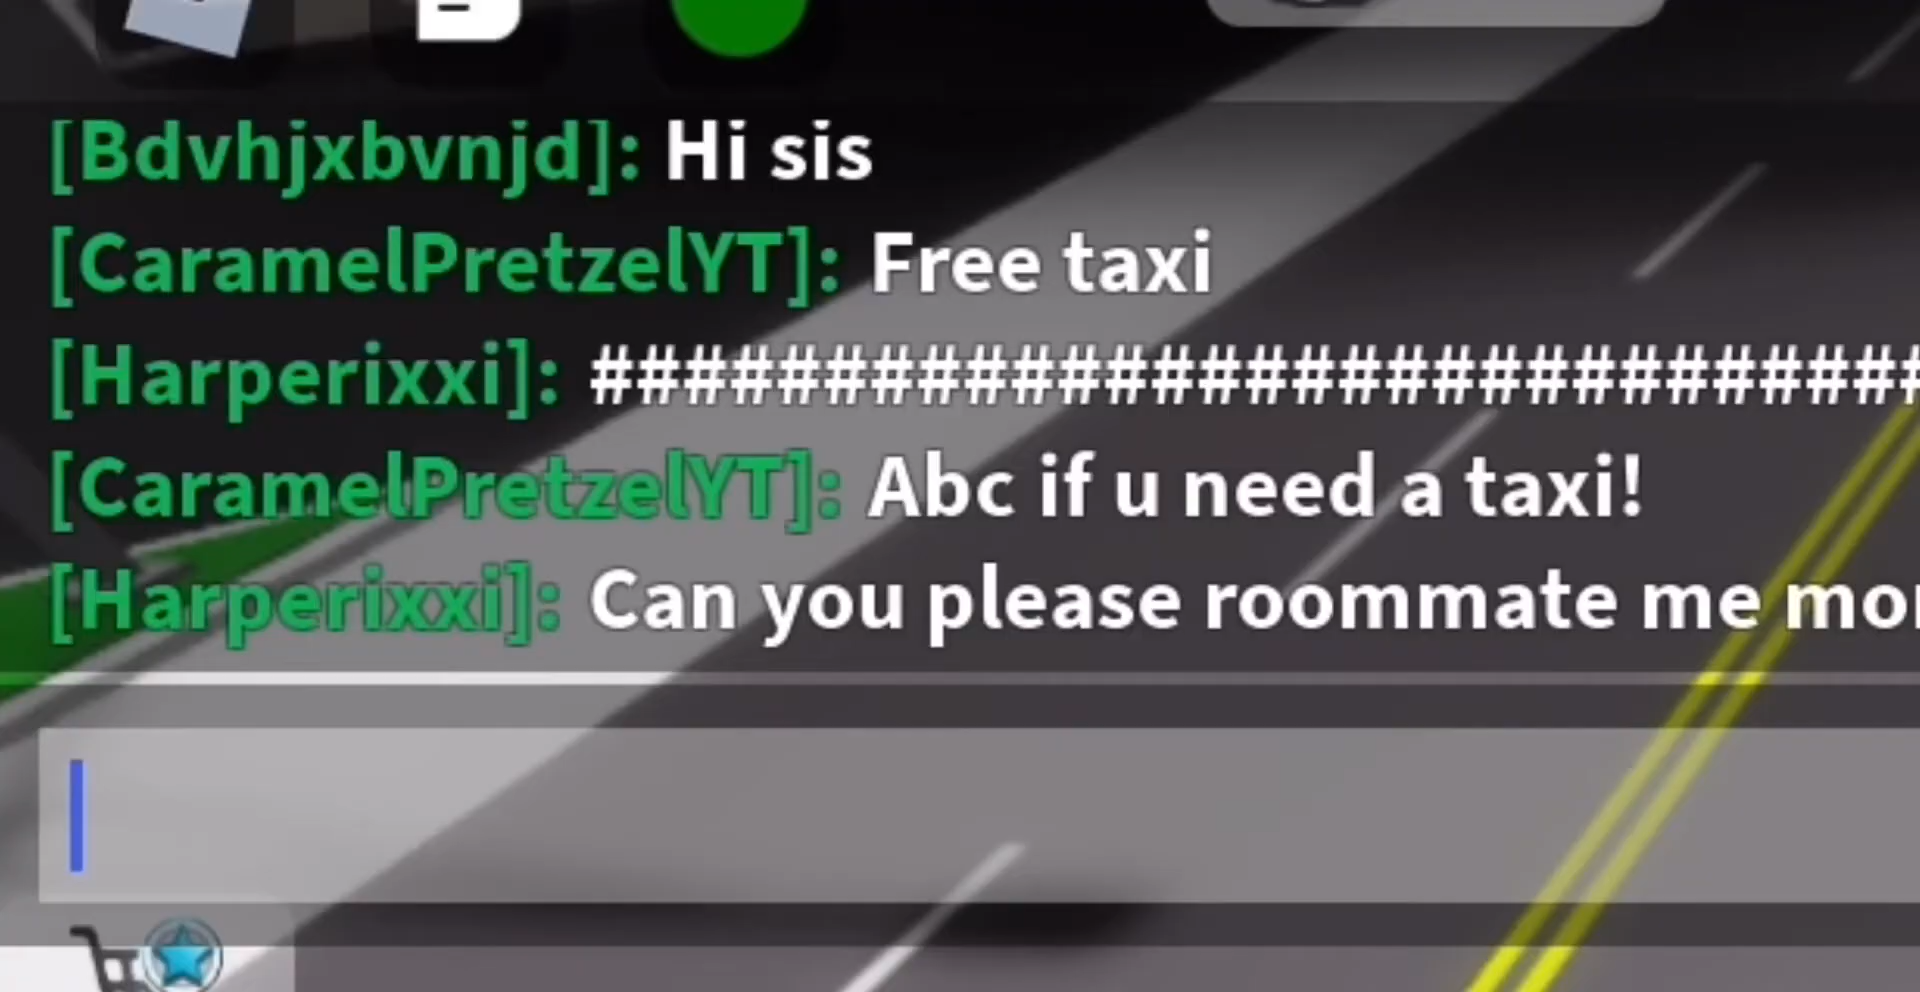 [Bdvhjxbvnjd]: Hi sis
[CaramelPretzelYT]: Free taxi
[Harperixxi]: #############################
[CaramelPretzelYT]: Abc if u need a taxi!
[Harperixxi]: Can you please roommate me